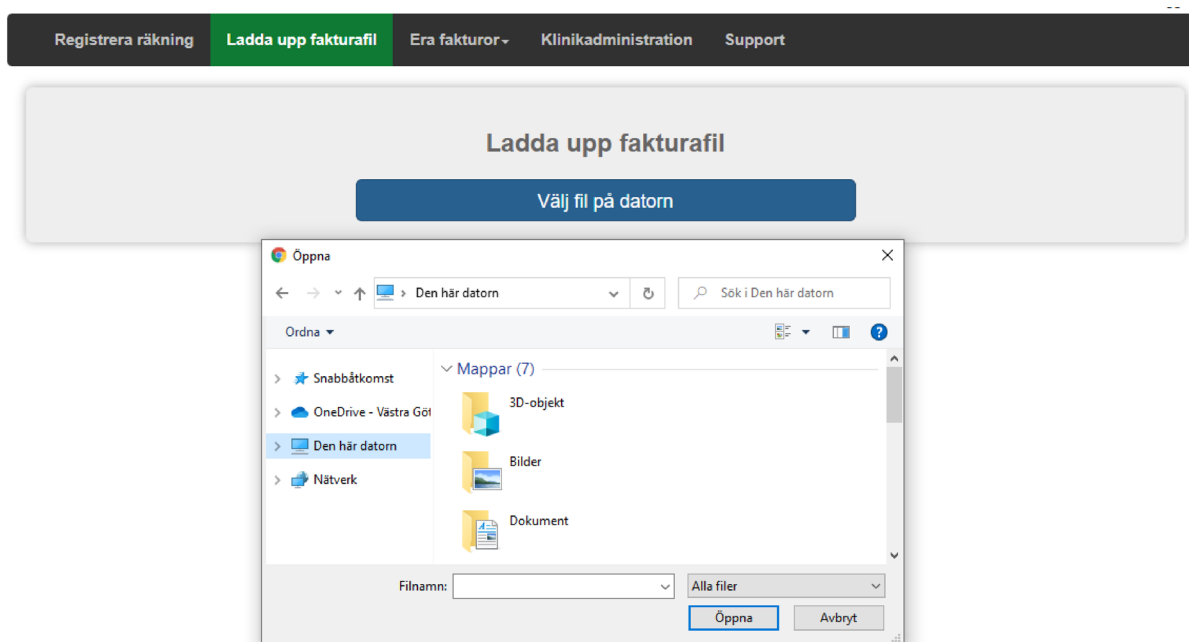 Registrera räkning Ladda upp fakturafil Era fakturor Klinikadministration Support
Ladda upp fakturafil
Välj fil på datorn
Öppna
Den här datorn Sök i Den här datorn
Ordna
Snabbåtkomst
OneDrive - Västra Göt
Den här datorn
Nätverk
Mappar (7)
3D-objekt
Bilder
Dokument
Filnamn: Alla filer
Öppna Avbryt